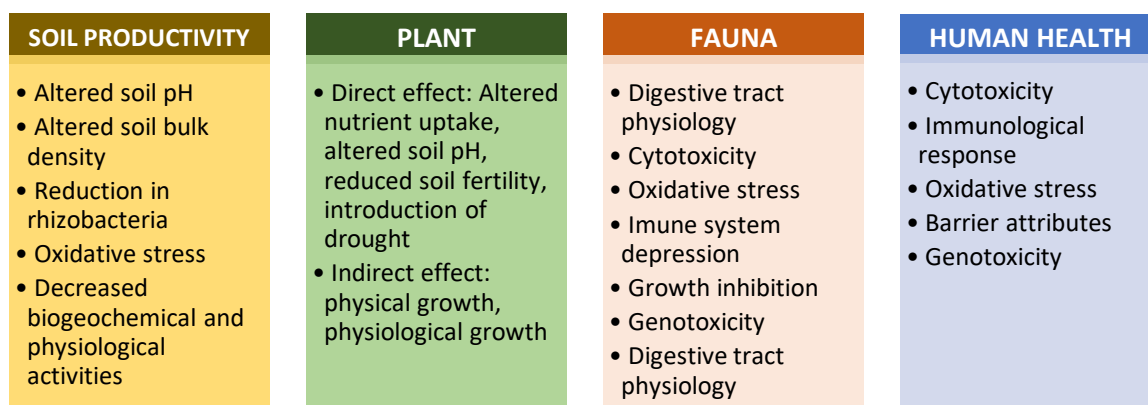 SOIL PRODUCTIVITY
• Altered soil pH
• Altered soil bulk
density
• Reduction in
rhizobacteria
• Oxidative stress
• Decreased
biogeochemical and
physiological
activities
PLANT
• Direct effect: Altered
nutrient uptake,
altered soil pH,
reduced soil fertility,
introduction of
drought
• Indirect effect:
physical growth,
physiological growth
FAUNA
• Digestive tract
physiology
• Cytotoxicity
• Oxidative stress
• Imune system
depression
• Growth inhibition
• Genotoxicity
• Digestive tract
physiology
HUMAN HEALTH
• Cytotoxicity
• Immunological
response
• Oxidative stress
• Barrier attributes
• Genotoxicity